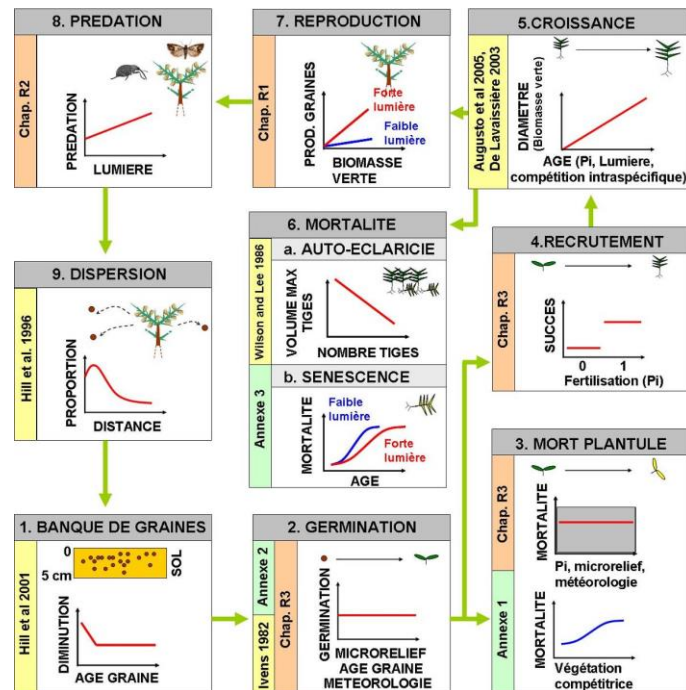 8. PREDATION
Chap. R2
PREDATION
LUMIERE
7. REPRODUCTION
Chap. R1
PROD. GRAINES
Forte
lumière
Faible
lumière
BIOMASSE
VERTE
5.CROISSANCE
Augusto et al 2005,
De Lavaissière 2003
DIAMETRE
(Biomasse verte)
AGE (Pi, Lumiere,
compétition intraspécifique)
6. MORTALITE
a. AUTO-ECLARICIE
Wilson and Lee 1986
VOLUME MAX
TIGES
NOMBRE TIGES
b. SENESCENCE
Annexe 3
MORTALITE
Faible
lumière
Forte
lumière
AGE
4.RECRUTEMENT
Chap. R3
SUCCES
0 1
Fertilisation (Pi)
9. DISPERSION
Hill et al. 1996
PROPORTION
DISTANCE
3. MORT PLANTULE
Chap. R3
MORTALITE
Pi, microrelief,
météorologie
Annexe 1
MORTALITE
Végétation
compétitrice
1. BANQUE DE GRAINES
Hill et al 2001
0
5 cm
SOL
DIMINUTION
AGE GRAINE
2. GERMINATION
Annexe 2
Ivens 1982
Chap. R3
GERMINATION
MICRORELIEF
AGE GRAINE
METEOROLOGIE